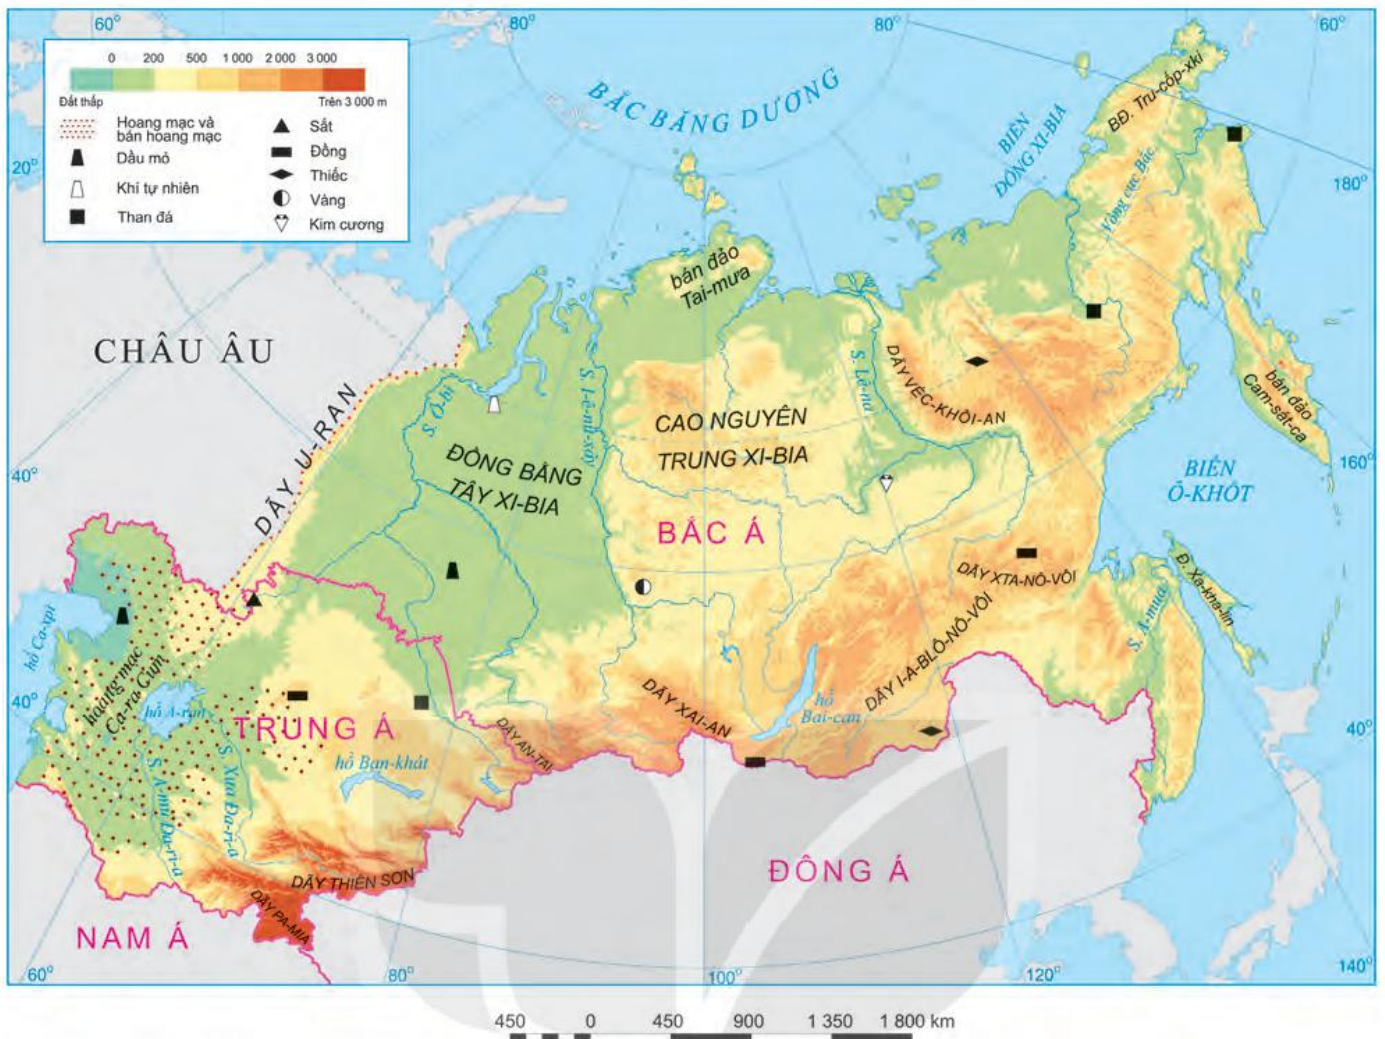 60°
80°
80°
60°
0 200 500 1 000 2 000 3 000
Đất thấp
Trên 3 000 m
Hoang mạc và
bán hoang mạc
Dầu mỏ
Khí tự nhiên
Than đá
Sắt
Đồng
Thiếc
Vàng
Kim cương
BẮC BĂNG DƯƠNG
BIỂN
ĐÔNG XI-BIA
BĐ. Tru-cốp-xki
Vòng cực Bắc
20°
180°
bán đảo
Tai-mưa
CHÂU ÂU
DÃY U-RAN
S. Ô-bi
S. I-ê-nít-xây
S. Lê-na
DÃY VÉC-KHÔI-AN
bán đảo
Cam-sát-ca
CAO NGUYÊN
TRUNG XI-BIA
ĐỒNG BẰNG
TÂY XI-BIA
40°
160°
BIỂN
Ô-KHỐT
BẮC Á
DÃY XTA-NÔ-VÔI
Đ. Xa-kha-lin
S. A-mua
DÃY I-A-BLÔ-NÔ-VÔI
hồ Ca-xpi
hoang mạc
Ca-ra-Cum
hồ A-ran
40°
TRUNG Á
DÃY XAI-AN
hồ
Bai-can
40°
DÃY AN-TAI
hồ Ban-khát
S. Xưa Đa-ri-a
S. A-mu Đa-ri-a
DÃY THIÊN SƠN
DÃY PA-MIA
ĐÔNG Á
NAM Á
60°
80°
100°
120°
140°
450 0 450 900 1 350 1 800 km